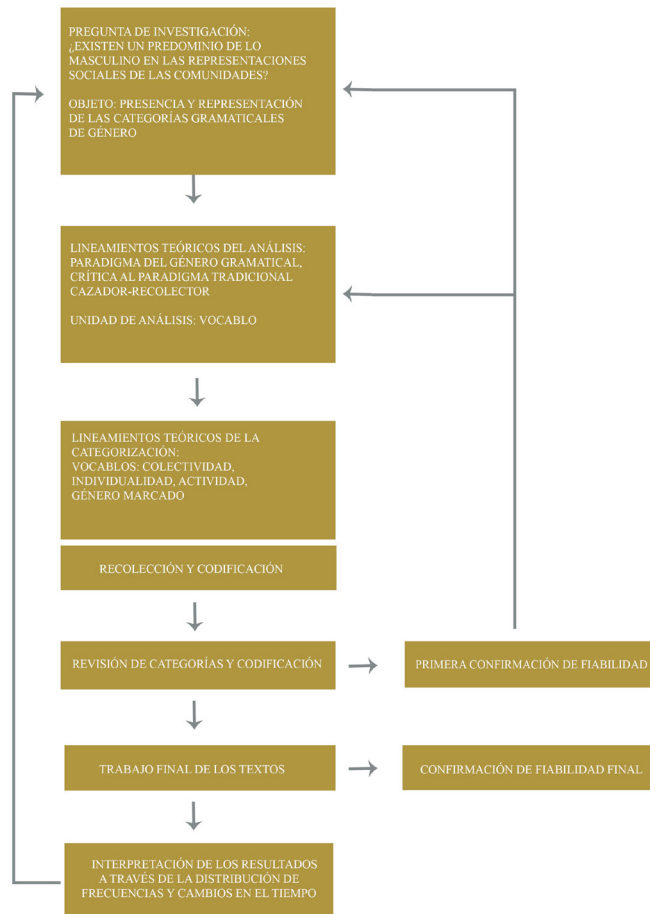 PREGUNTA DE INVESTIGACIÓN:
¿EXISTEN UN PREDOMINIO DE LO
MASCULINO EN LAS REPRESENTACIONES
SOCIALES DE LAS COMUNIDADES?
OBJETO: PRESENCIA Y REPRESENTACIÓN
DE LAS CATEGORÍAS GRAMATICALES
DE GÉNERO
LINEAMIENTOS TEÓRICOS DEL ANÁLISIS:
PARADIGMA DEL GÉNERO GRAMATICAL,
CRÍTICA AL PARADIGMA TRADICIONAL
CAZADOR-RECOLECTOR
UNIDAD DE ANÁLISIS: VOCABLO
LINEAMIENTOS TEÓRICOS DE LA
CATEGORIZACIÓN:
VOCABLOS: COLECTIVIDAD,
INDIVIDUALIDAD, ACTIVIDAD,
GÉNERO MARCADO
RECOLECCIÓN Y CODIFICACIÓN
REVISIÓN DE CATEGORÍAS Y CODIFICACIÓN
PRIMERA CONFIRMACIÓN DE FIABILIDAD
TRABAJO FINAL DE LOS TEXTOS
CONFIRMACIÓN DE FIABILIDAD FINAL
INTERPRETACIÓN DE LOS RESULTADOS
A TRAVÉS DE LA DISTRIBUCIÓN DE
FRECUENCIAS Y CAMBIOS EN EL TIEMPO